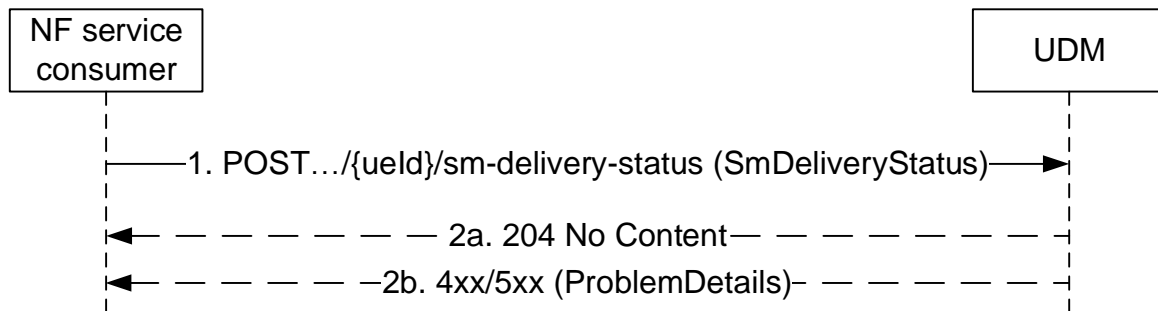 NF service
consumer
UDM
1. POST…/{ueId}/sm-delivery-status (SmDeliveryStatus)
2a. 204 No Content
2b. 4xx/5xx (ProblemDetails)